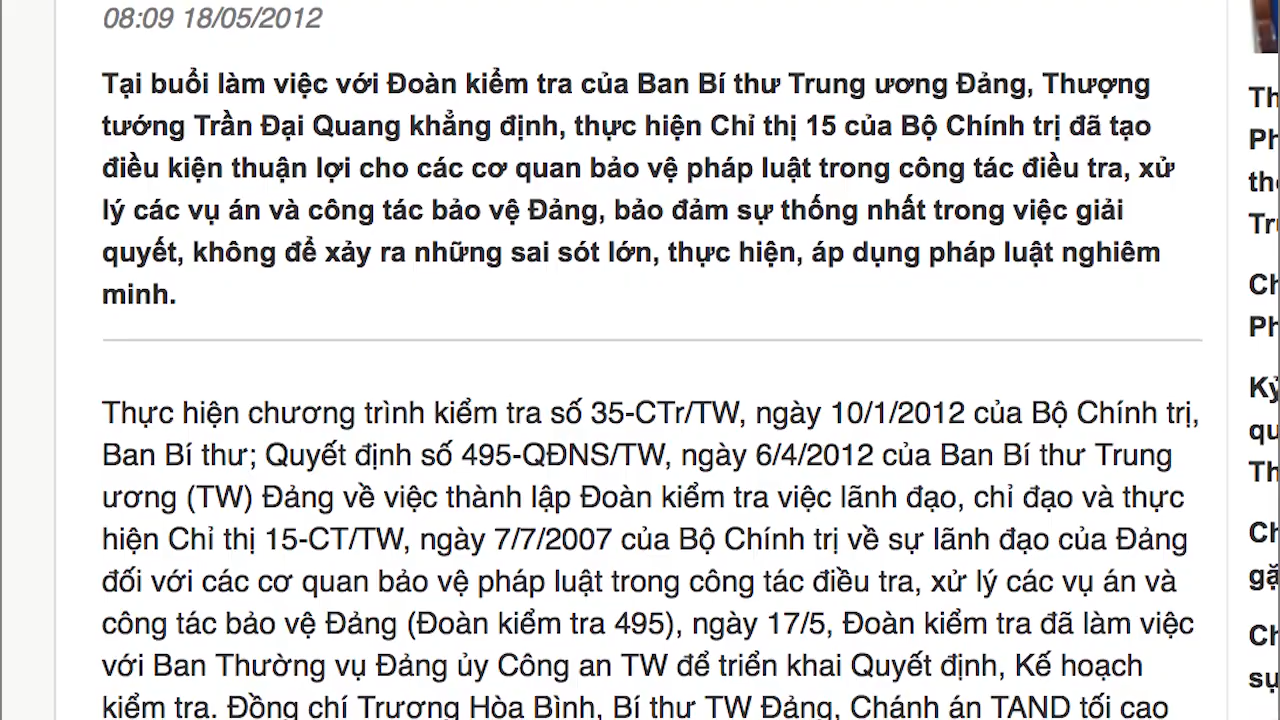 08:09 18/05/2012
Tại buổi làm việc với Đoàn kiểm tra của Ban Bí thư Trung ương Đảng, Thượng
tướng Trần Đại Quang khẳng định, thực hiện Chỉ thị 15 của Bộ Chính trị đã tạo
điều kiện thuận lợi cho các cơ quan bảo vệ pháp luật trong công tác điều tra, xử
lý các vụ án và công tác bảo vệ Đảng, bảo đảm sự thống nhất trong việc giải
quyết, không để xảy ra những sai sót lớn, thực hiện, áp dụng pháp luật nghiêm
minh.
Thực hiện chương trình kiểm tra số 35-CTr/TW, ngày 10/1/2012 của Bộ Chính trị,
Ban Bí thư; Quyết định số 495-QĐNS/TW, ngày 6/4/2012 của Ban Bí thư Trung
ương (TW) Đảng về việc thành lập Đoàn kiểm tra việc lãnh đạo, chỉ đạo và thực
hiện Chỉ thị 15-CT/TW, ngày 7/7/2007 của Bộ Chính trị về sự lãnh đạo của Đảng
đối với các cơ quan bảo vệ pháp luật trong công tác điều tra, xử lý các vụ án và
công tác bảo vệ Đảng (Đoàn kiểm tra 495), ngày 17/5, Đoàn kiểm tra đã làm việc
với Ban Thường vụ Đảng ủy Công an TW để triển khai Quyết định, Kế hoạch
kiểm tra. Đồng chí Trương Hòa Bình, Bí thư TW Đảng, Chánh án TAND tối cao